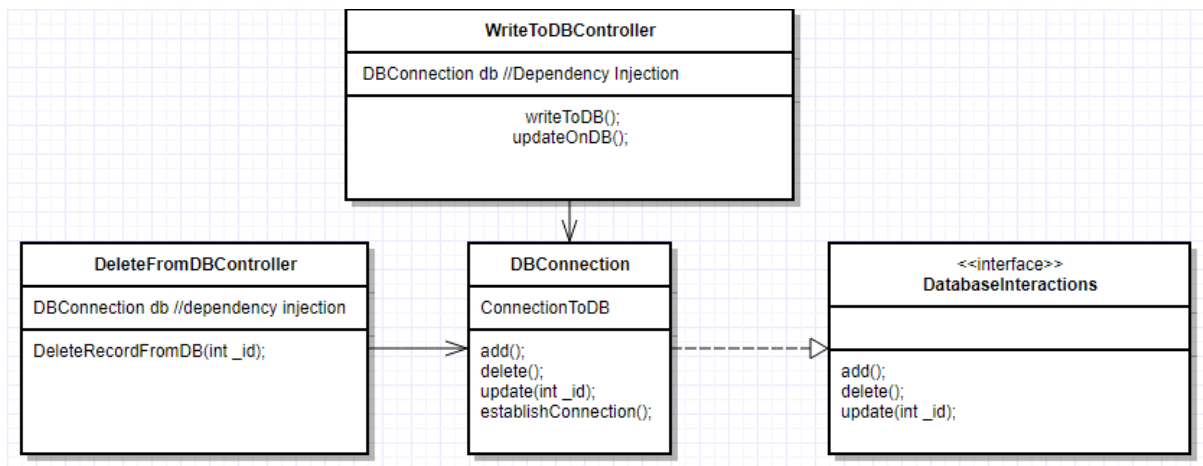 WriteToDBController
DBConnection db //Dependency Injection
writeToDB();
updateOnDB();
DeleteFromDBController
DBConnection db //dependency injection
DeleteRecordFromDB(int _id);
DBConnection
ConnectionToDB
add();
delete();
update(int _id);
establishConnection();
<<interface>>
DatabaseInteractions
add();
delete();
update(int _id);